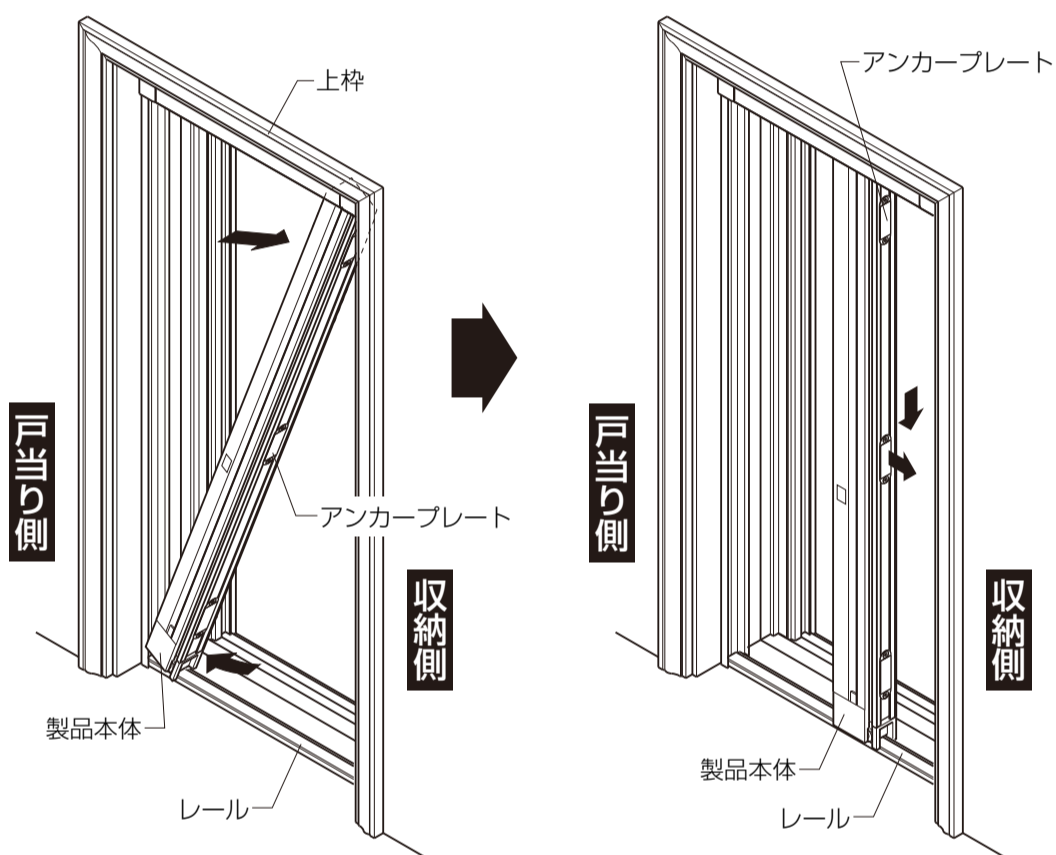 上枠
アンカープレート
戸当り側
収納側
製品本体
レール
アンカープレート
戸当り側
収納側
製品本体
レール